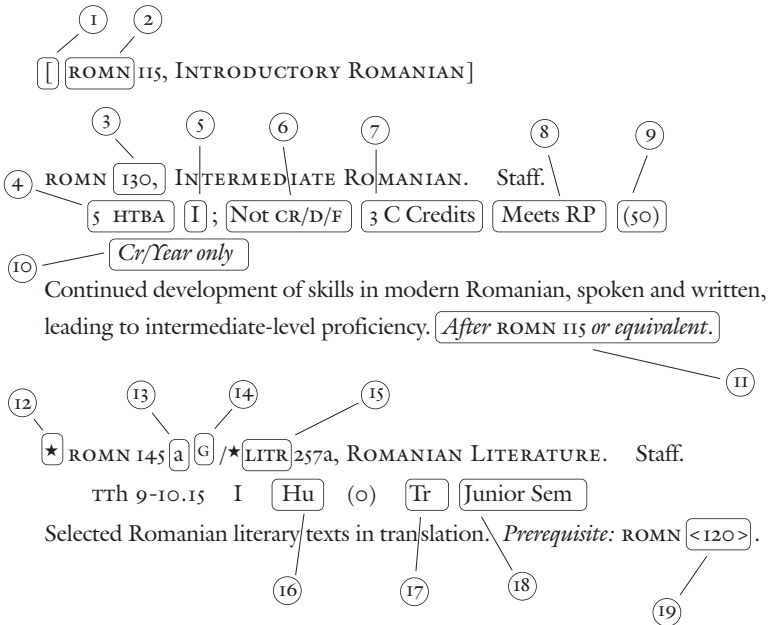 1 2
[ ROMN 115, INTRODUCTORY ROMANIAN]
3 5 6 7 8 9
ROMN 130, INTERMEDIATE ROMANIAN. Staff.
4 5 HTBA I ; Not CR/D/F 3 C Credits Meets RP (50)
10 Cr/Year only
Continued development of skills in modern Romanian, spoken and written,
leading to intermediate-level proficiency. After ROMN 115 or equivalent.
11
12 13 14 15
★ ROMN 145 a G /★LITR 257a, ROMANIAN LITERATURE. Staff.
TTh 9-10.15 I Hu (0) Tr Junior Sem
Selected Romanian literary texts in translation. Prerequisite: ROMN <120>.
16 17 18 19